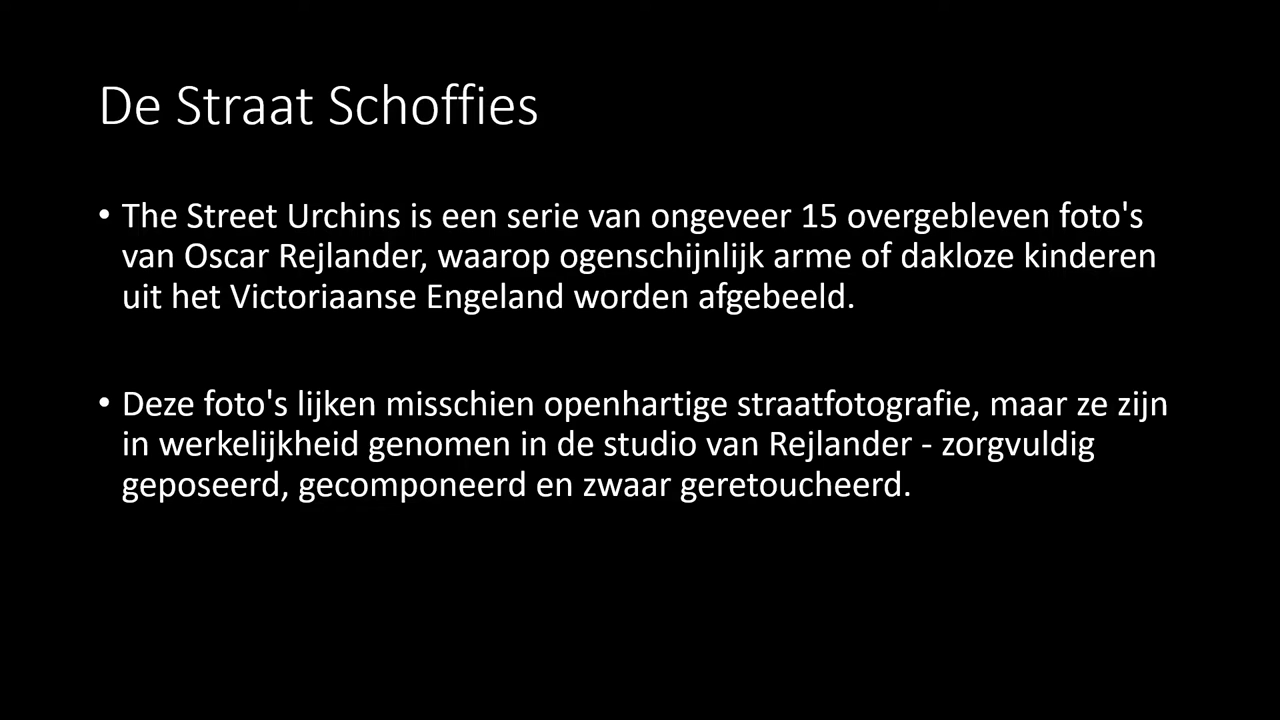 De Straat Schoffies
• The Street Urchins is een serie van ongeveer 15 overgebleven foto's
van Oscar Rejlander, waarop ogenschijnlijk arme of dakloze kinderen
uit het Victoriaanse Engeland worden afgebeeld.
• Deze foto's lijken misschien openhartige straatfotografie, maar ze zijn
in werkelijkheid genomen in de studio van Rejlander - zorgvuldig
geposeerd, gecomponeerd en zwaar geretoucheerd.